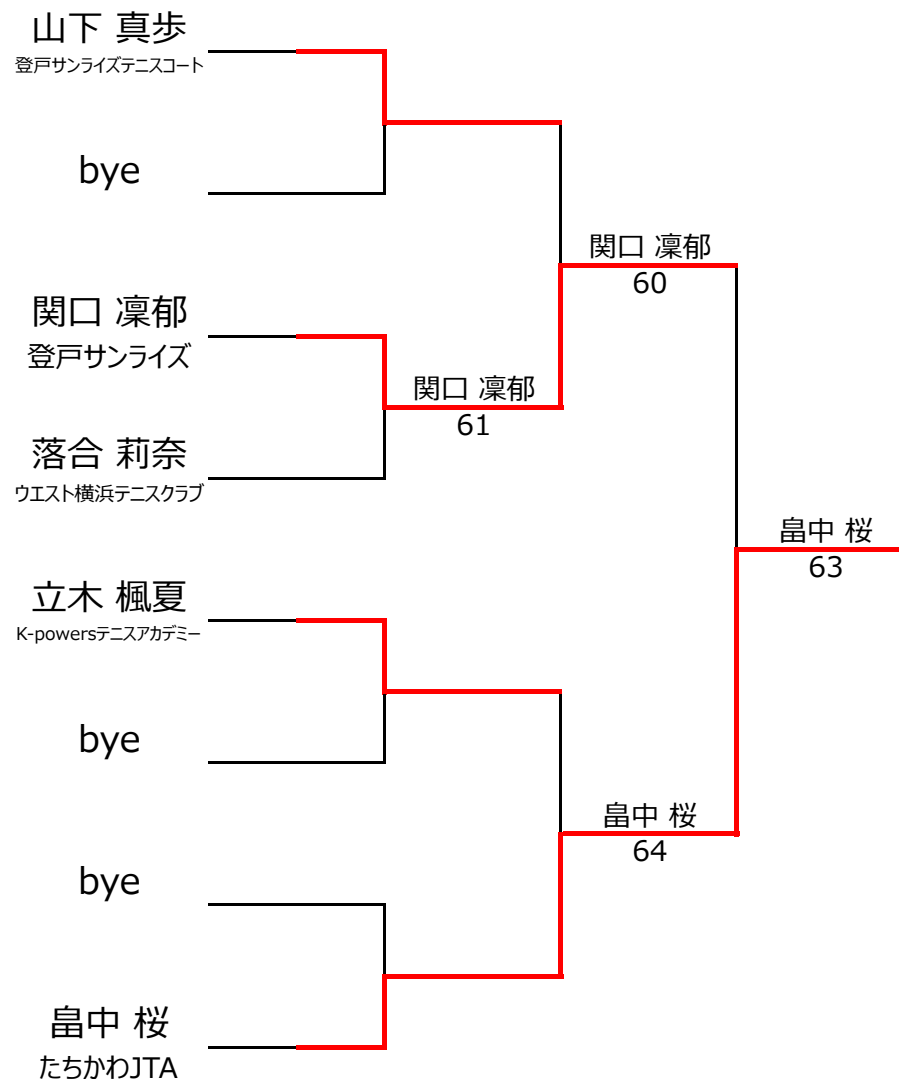 山下 真歩
登戸サンライズテニスコート
bye
関口 凜郁
60
関口 凜郁
登戸サンライズ
関口 凜郁
61
落合 莉奈
ウエスト横浜テニスクラブ
畠中 桜
63
立木 楓夏
K-powersテニスアカデミー
bye
畠中 桜
64
bye
畠中 桜
たちかわJTA